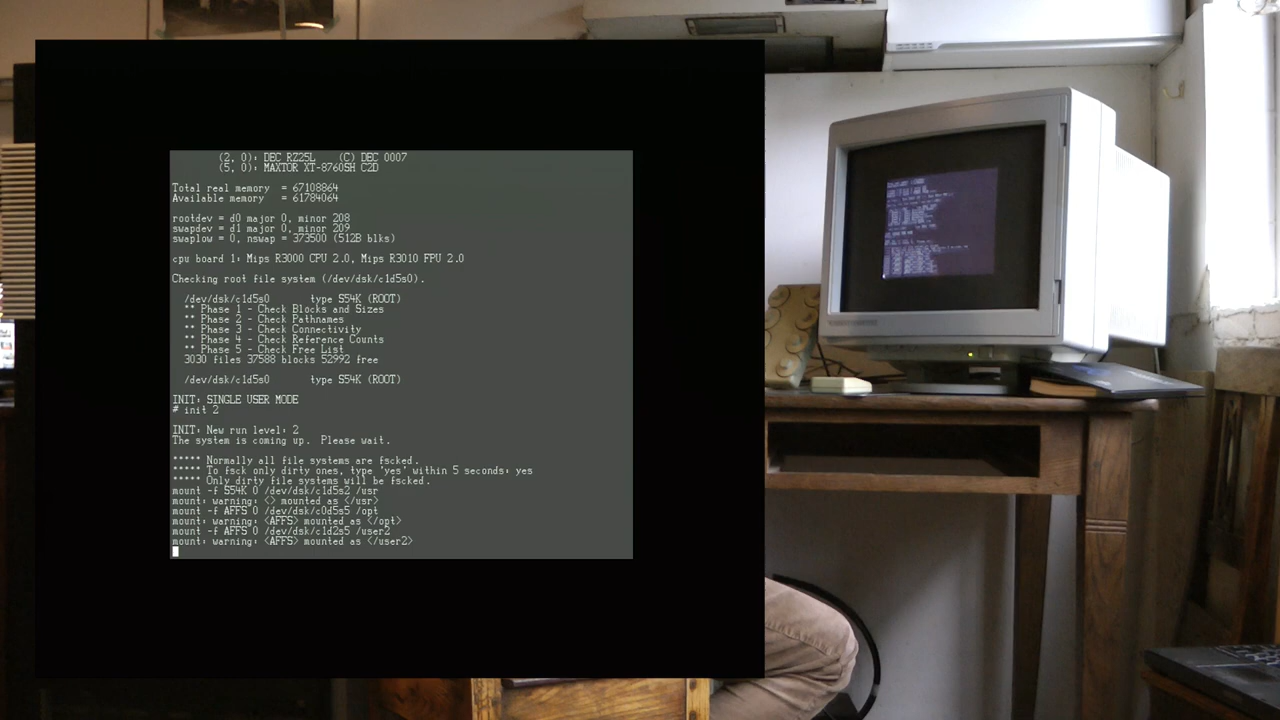 (2, 0): DEC RZ25L (C) DEC 0007
(5, 0): MAXTOR XT-8760SH C2D
Total real memory = 67108864
Available memory = 61784064
rootdev = d0 major 0, minor 208
swapdev = d1 major 0, minor 209
swaplow = 0, nswap = 373500 (512B blks)
cpu board 1: Mips R3000 CPU 2.0, Mips R3010 FPU 2.0
Checking root file system (/dev/dsk/c1d5s0).
/dev/dsk/c1d5s0 type S54K (ROOT)
** Phase 1 - Check Blocks and Sizes
** Phase 2 - Check Pathnames
** Phase 3 - Check Connectivity
** Phase 4 - Check Reference Counts
** Phase 5 - Check Free List
3030 files 37588 blocks 52992 free
/dev/dsk/c1d5s0 type S54K (ROOT)
INIT: SINGLE USER MODE
# init 2
INIT: New run level: 2
The system is coming up. Please wait.
***** Normally all file systems are fscked.
***** To fsck only dirty ones, type 'yes' within 5 seconds: yes
***** Only dirty file systems will be fscked.
mount -f S54K 0 /dev/dsk/c1d5s2 /usr
mount: warning: <> mounted as </usr>
mount -f AFFS 0 /dev/dsk/c0d5s5 /opt
mount: warning: <AFFS> mounted as </opt>
mount -f AFFS 0 /dev/dsk/c1d2s5 /user2
mount: warning: <AFFS> mounted as </user2>